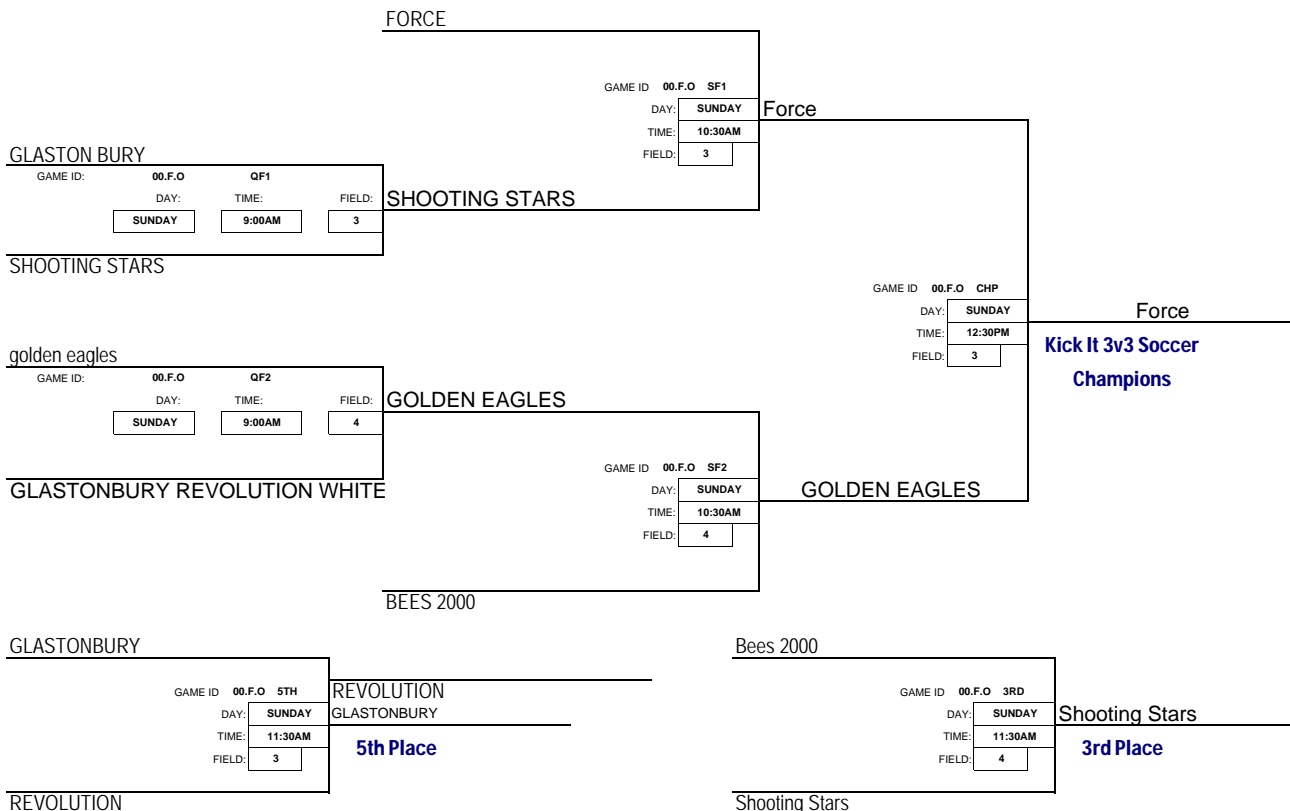 FORCE
GAME ID 00.F.O SF1
DAY: SUNDAY
Force
TIME: 10:30AM
FIELD: 3
GLASTON BURY
GAME ID: 00.F.O QF1
DAY: TIME: FIELD:
SUNDAY 9:00AM 3
SHOOTING STARS
SHOOTING STARS
GAME ID 00.F.O CHP
DAY: SUNDAY
TIME: 12:30PM
FIELD: 3
Force
Kick It 3v3 Soccer
Champions
golden eagles
GAME ID: 00.F.O QF2
DAY: TIME: FIELD:
SUNDAY 9:00AM 4
GOLDEN EAGLES
GLASTONBURY REVOLUTION WHITE
GAME ID 00.F.O SF2
DAY: SUNDAY
TIME: 10:30AM
FIELD: 4
GOLDEN EAGLES
BEES 2000
GLASTONBURY
GAME ID 00.F.O 5TH
DAY: SUNDAY
TIME: 11:30AM
FIELD: 3
REVOLUTION
GLASTONBURY
5th Place
REVOLUTION
Bees 2000
GAME ID 00.F.O 3RD
DAY: SUNDAY
TIME: 11:30AM
FIELD: 4
Shooting Stars
3rd Place
Shooting Stars